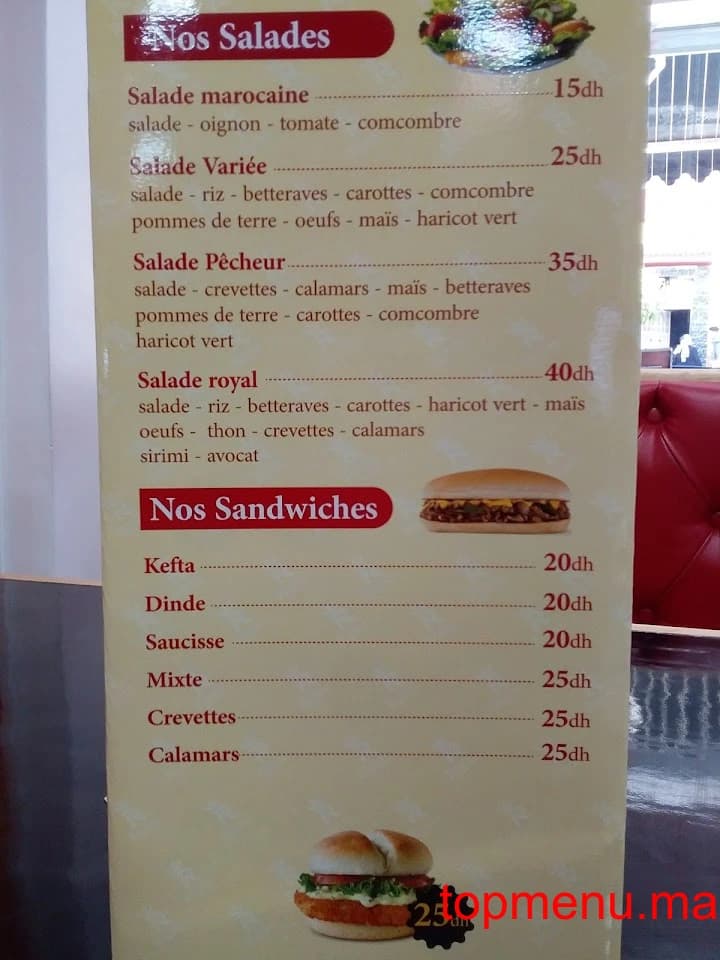 Nos Salades
Salade marocaine 15dh
salade - oignon - tomate - comcombre
Salade Variée 25dh
salade - riz - betteraves - carottes - comcombre
pommes de terre - oeufs - maïs - haricot vert
Salade Pêcheur 35dh
salade - crevettes - calamars - maïs - betteraves
pommes de terre - carottes - comcombre
haricot vert
Salade royal 40dh
salade - riz - betteraves - carottes - haricot vert - maïs
oeufs - thon - crevettes - calamars
sirimi - avocat
Nos Sandwiches
Kefta 20dh
Dinde 20dh
Saucisse 20dh
Mixte 25dh
Crevettes 25dh
Calamars 25dh
25dh
topmenu.ma